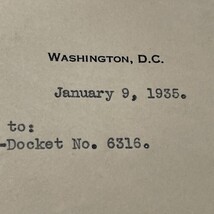 WASHINGTON, D.C.
January 9, 1935.
to:
-Docket No. 6316.